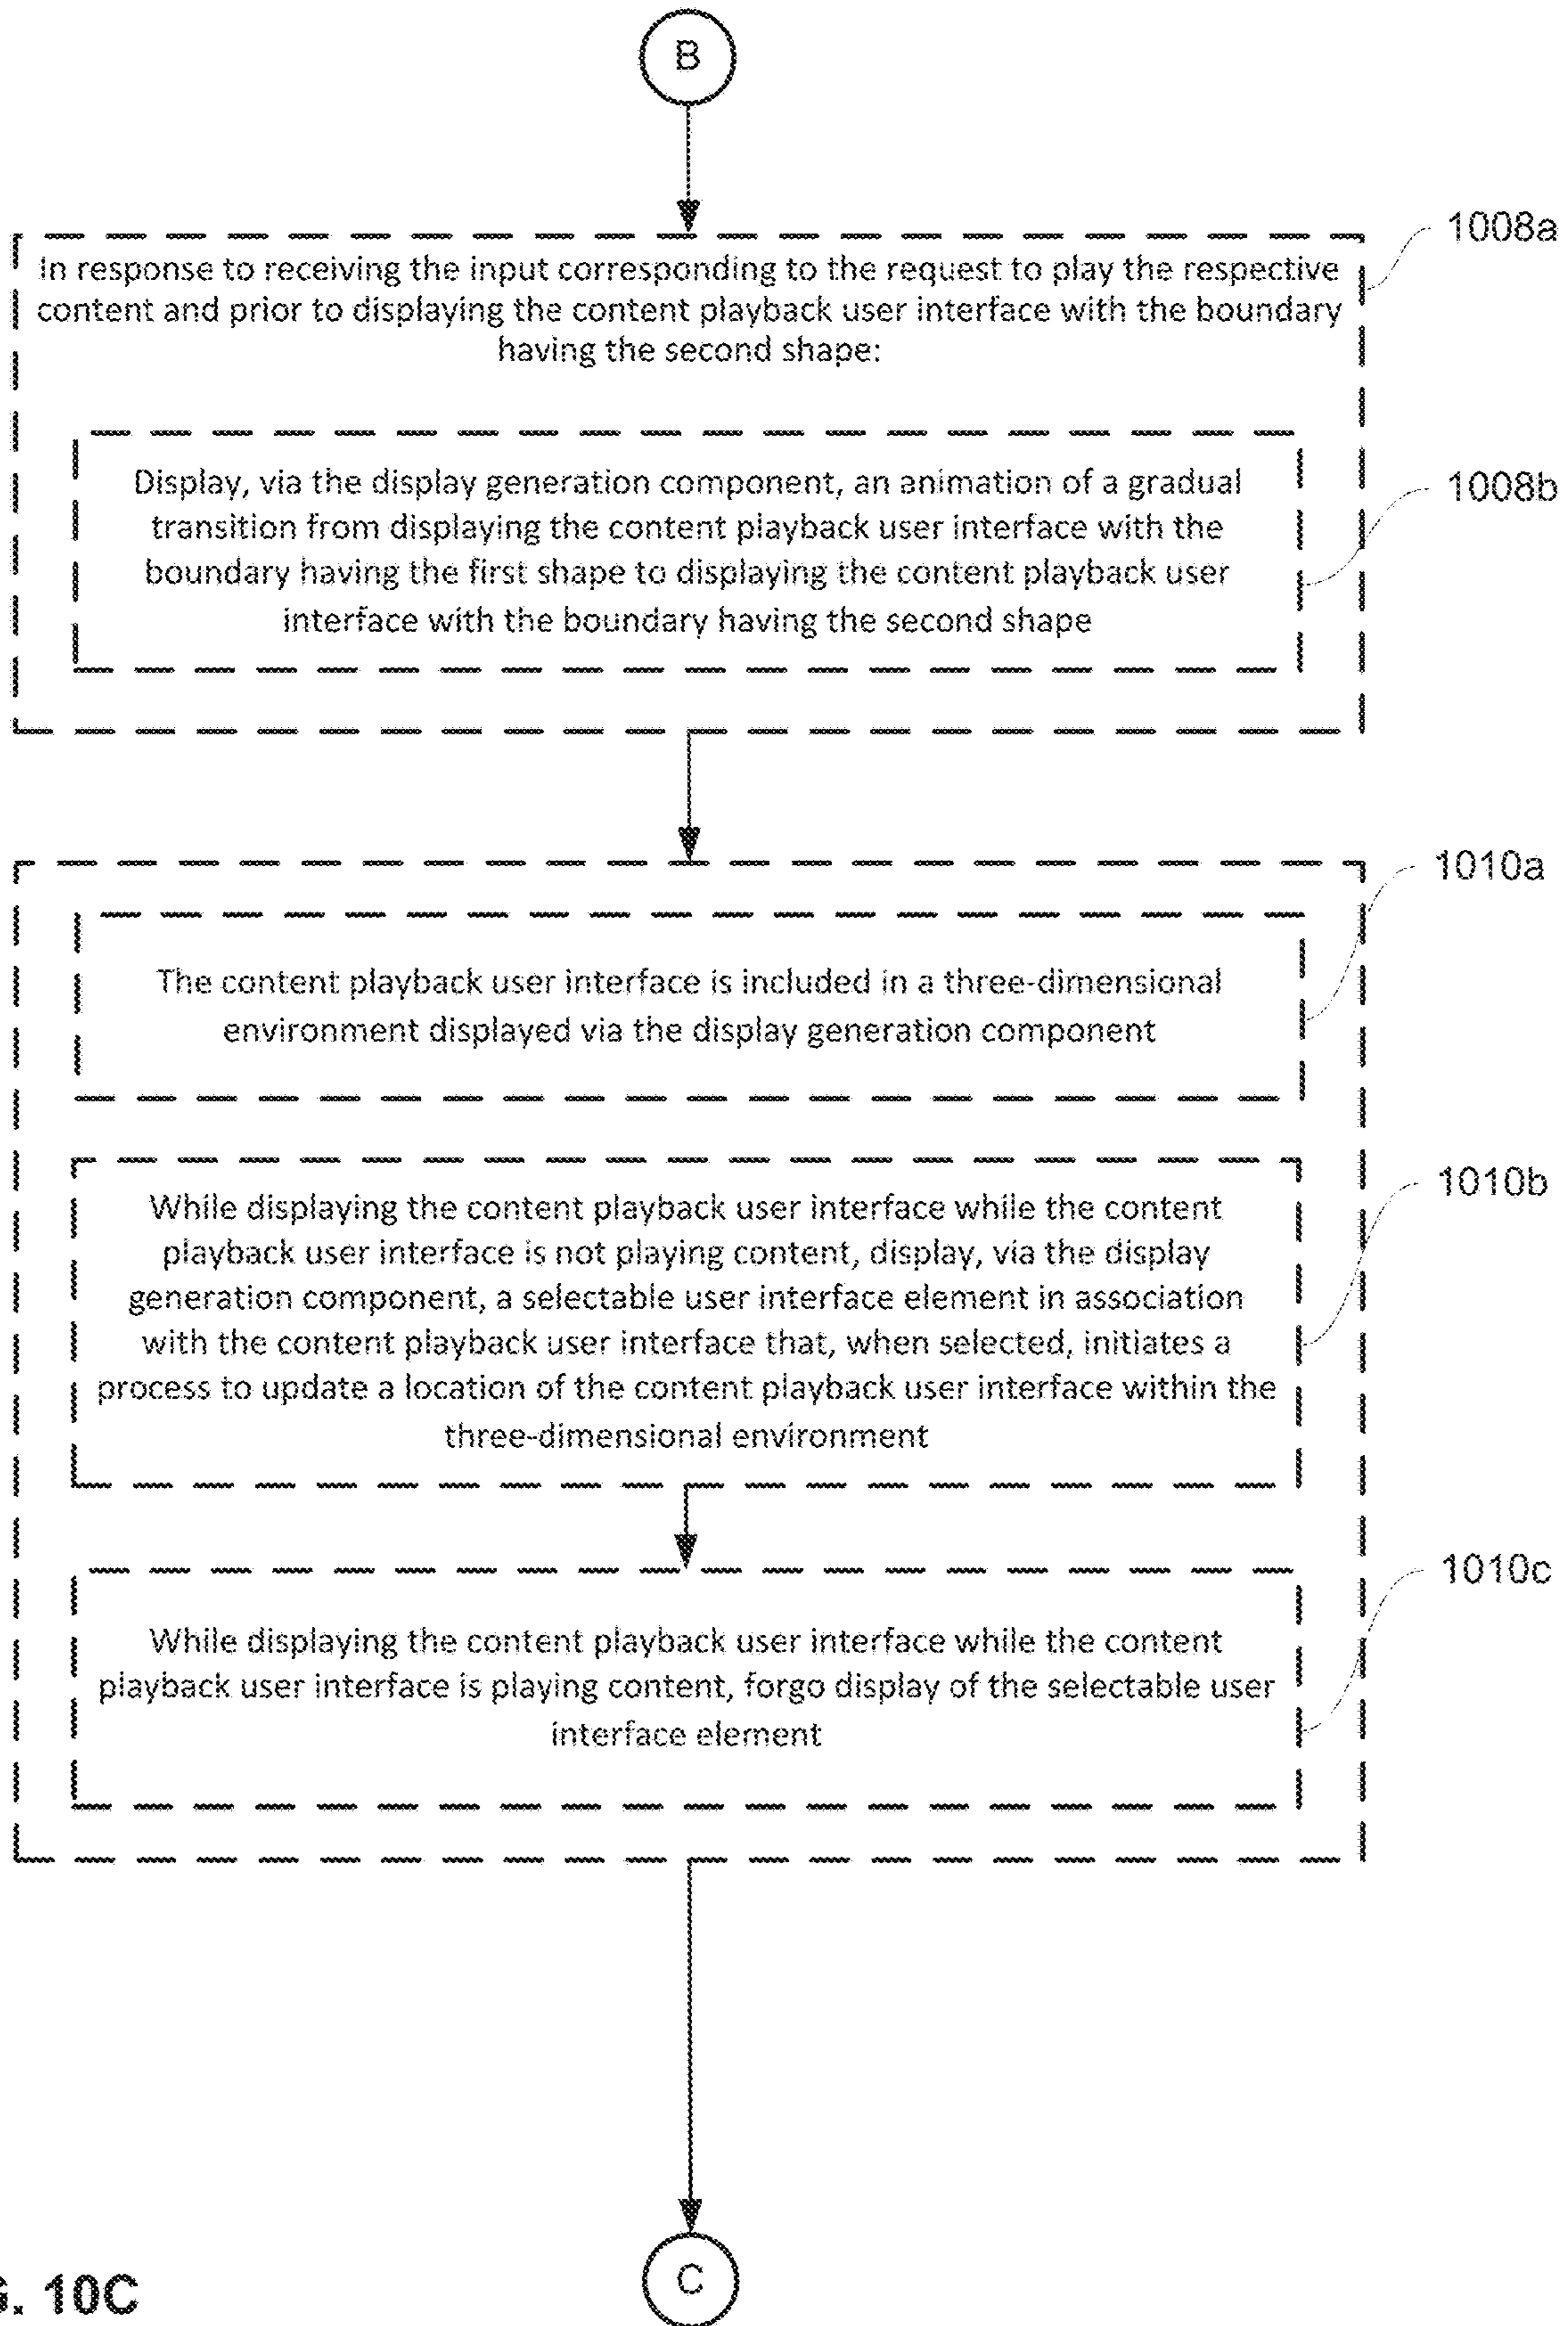 B
1008a
In response to receiving the input corresponding to the request to play the respective
content and prior to displaying the content playback user interface with the boundary
having the second shape:
1008b
Display, via the display generation component, an animation of a gradual
transition from displaying the content playback user interface with the
boundary having the first shape to displaying the content playback user
interface with the boundary having the second shape
1010a
The content playback user interface is included in a three-dimensional
environment displayed via the display generation component
1010b
While displaying the content playback user interface while the content
playback user interface is not playing content, display, via the display
generation component, a selectable user interface element in association
with the content playback user interface that, when selected, initiates a
process to update a location of the content playback user interface within the
three-dimensional environment
1010c
While displaying the content playback user interface while the content
playback user interface is playing content, forgo display of the selectable user
interface element
C
G. 10C